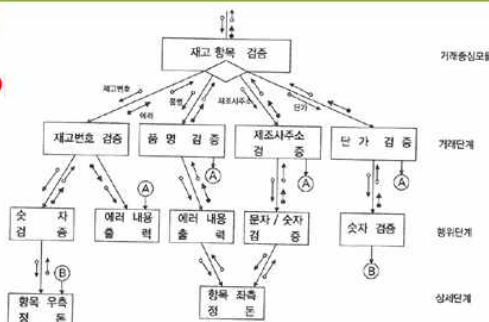 재고 항목 검증
거래중심모듈
재고번호
에러
품명
제조사주소
단가
재고번호 검증
품 명 검 증
제조사주소
검 증
단 가 검 증
거래단계
A
A
A
A
숫 자
검 증
에러 내용
출 력
에러 내용
출 력
문자 / 숫자
검 증
숫자 검증
행위단계
B
B
항목 우측
정 돈
항목 좌측
정 돈
상세단계